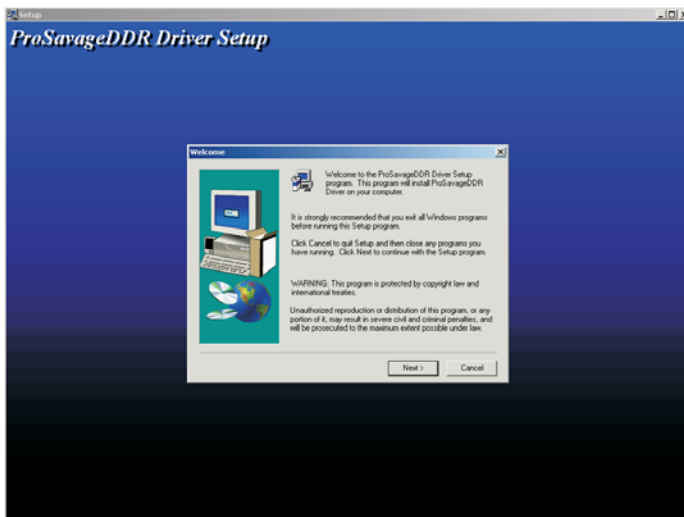 Setup
ProSavageDDR Driver Setup
Welcome
Welcome to the ProSavageDDR Driver Setup
program. This program will install ProSavageDDR
Driver on your computer.
It is strongly recommended that you exit all Windows programs
before running this Setup program.
Click Cancel to quit Setup and then close any programs you
have running. Click Next to continue with the Setup program.
WARNING: This program is protected by copyright law and
international treaties.
Unauthorized reproduction or distribution of this program, or any
portion of it, may result in severe civil and criminal penalties, and
will be prosecuted to the maximum extent possible under law.
Next >
Cancel